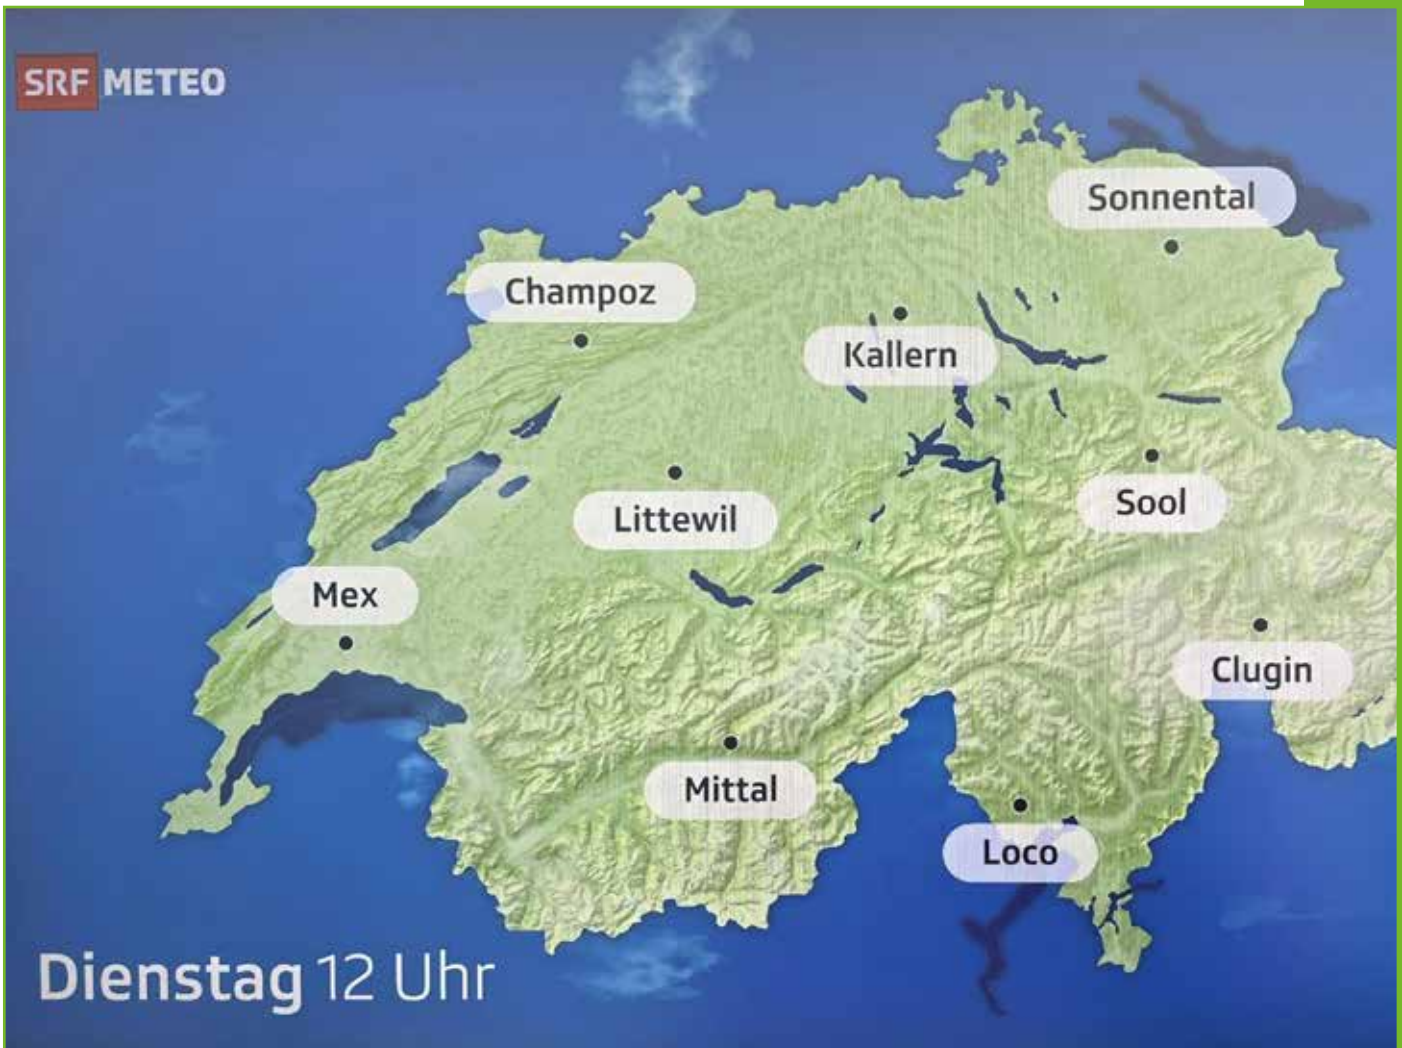 SRF METEO
Sonnental
Champoz
Kallern
Littewil
Sool
Mex
Clugin
Mittal
Loco
Dienstag 12 Uhr